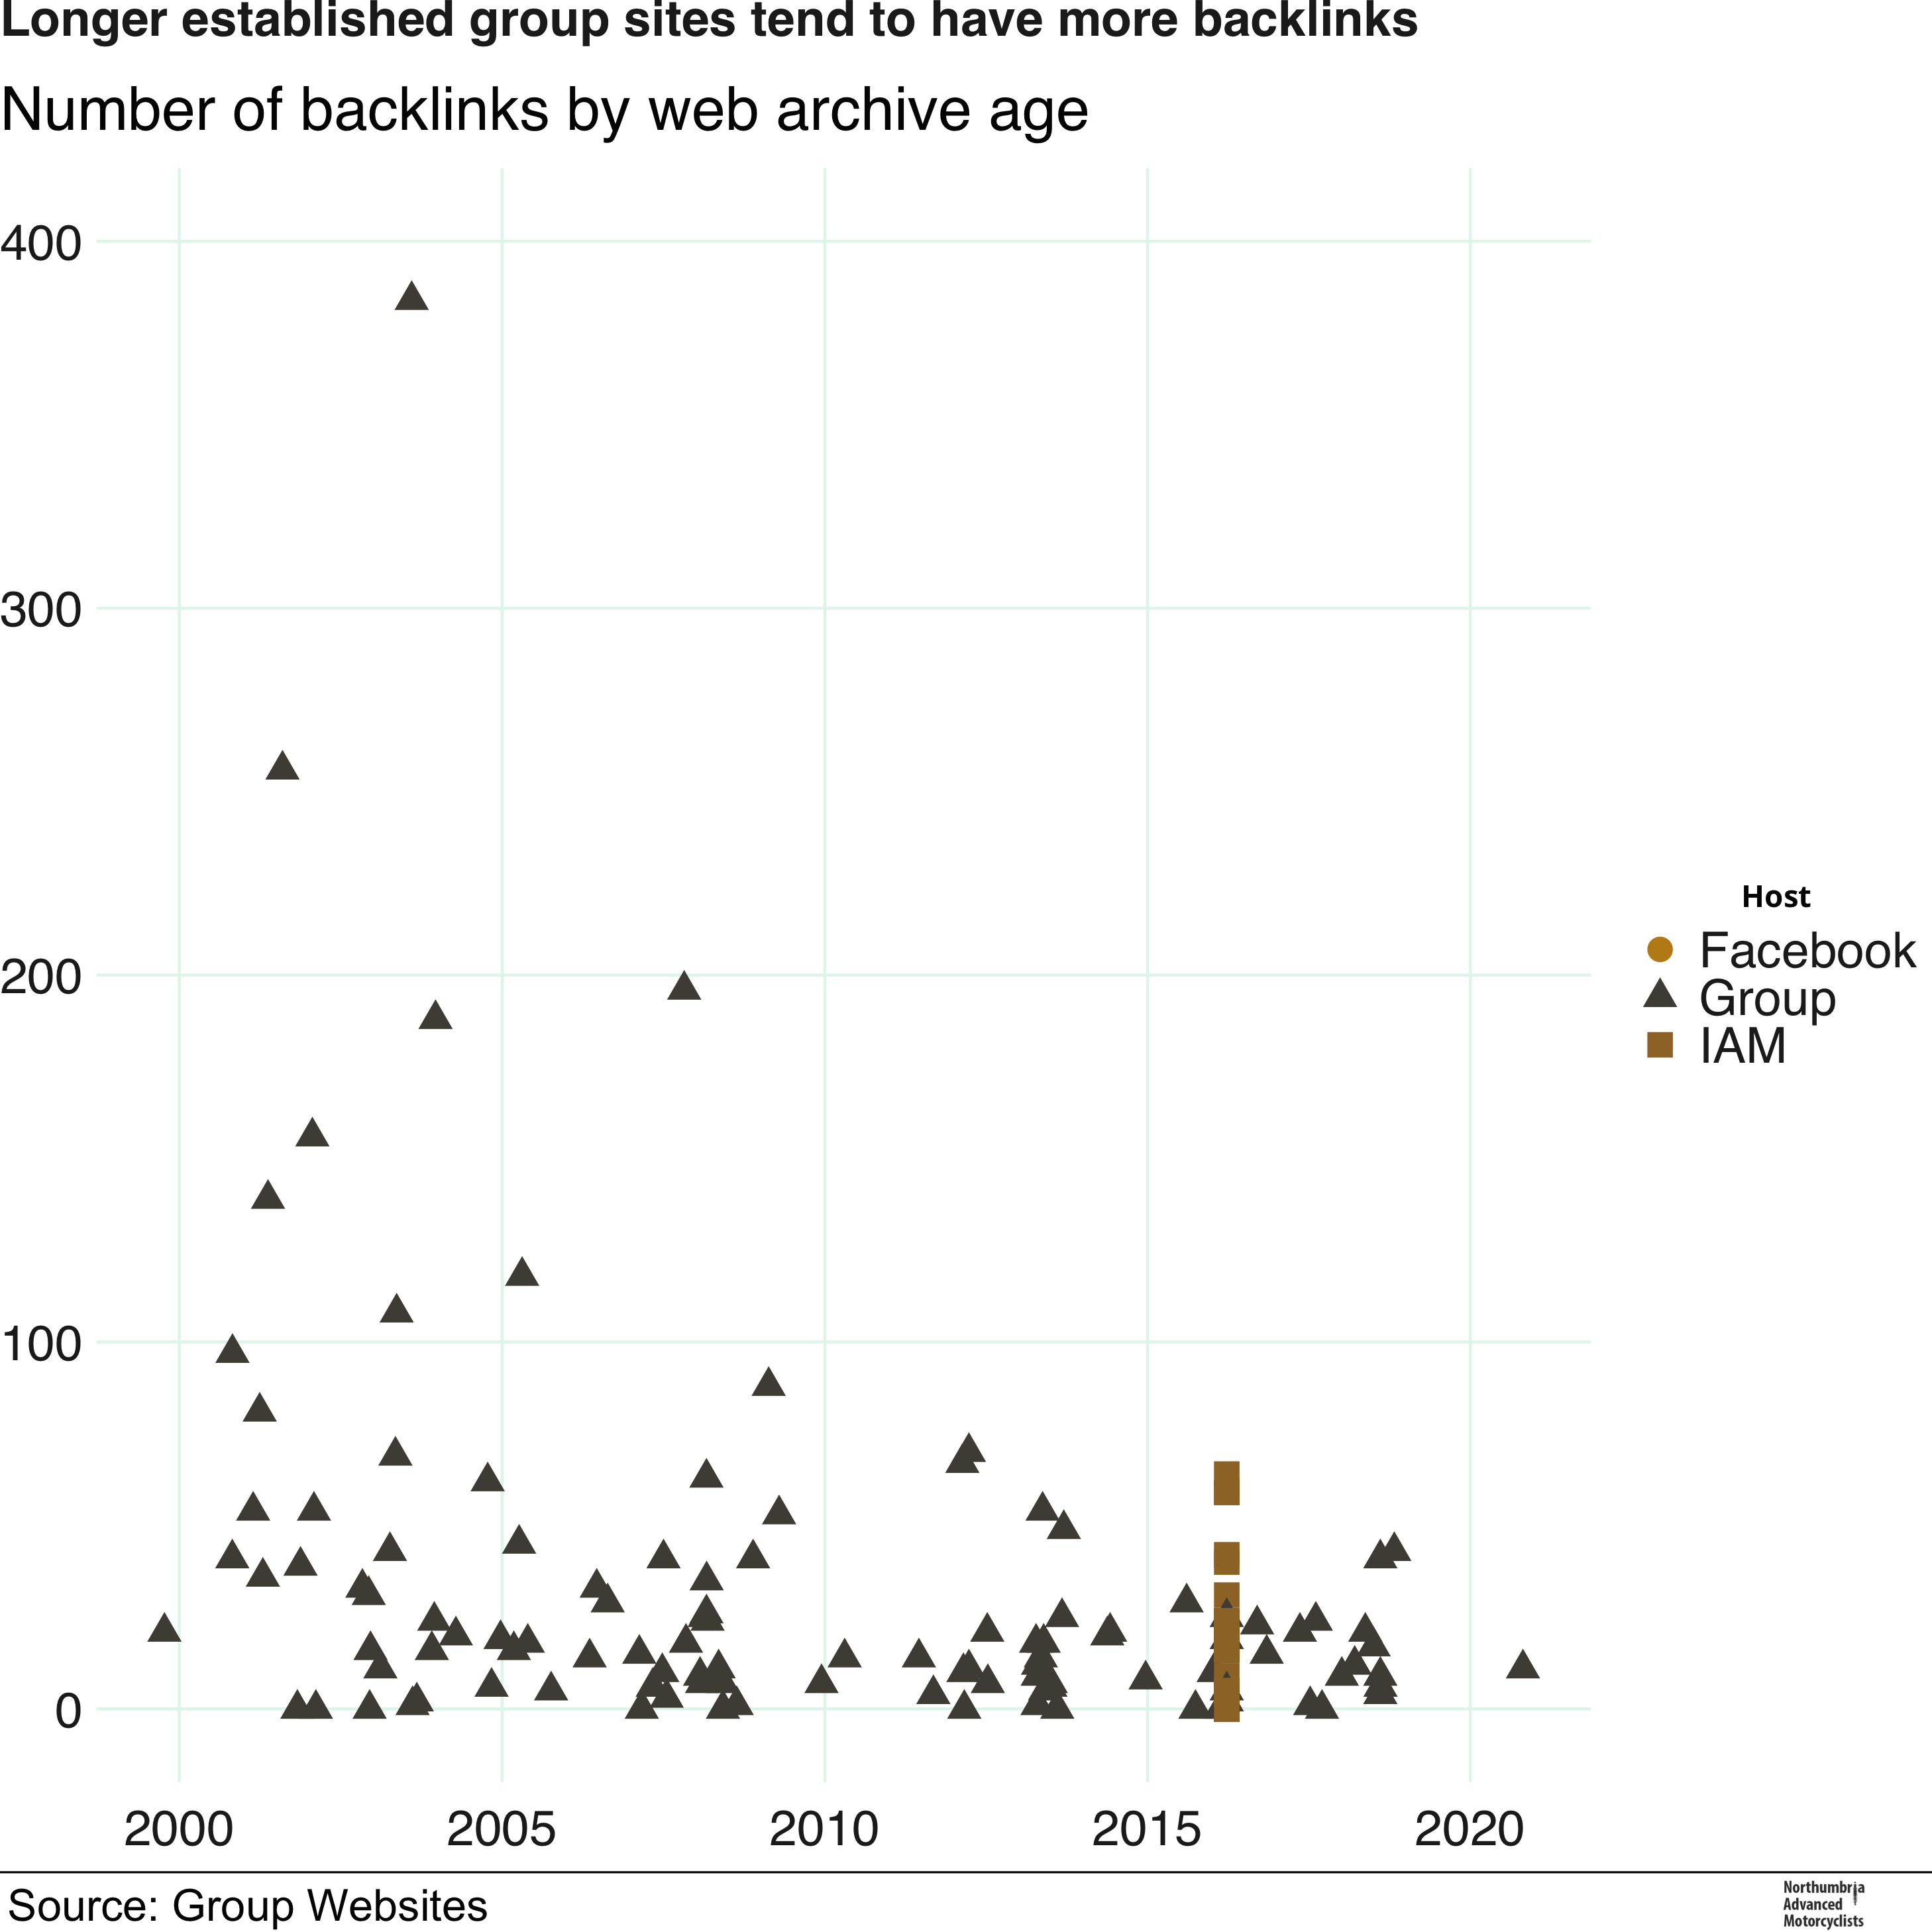 Longer established group sites tend to have more backlinks
Number of backlinks by web archive age
400
300
200
100
0
2000 2005 2010 2015 2020
Host
Facebook
Group
IAM
Source: Group Websites
Northumbria
Advanced
Motorcyclists